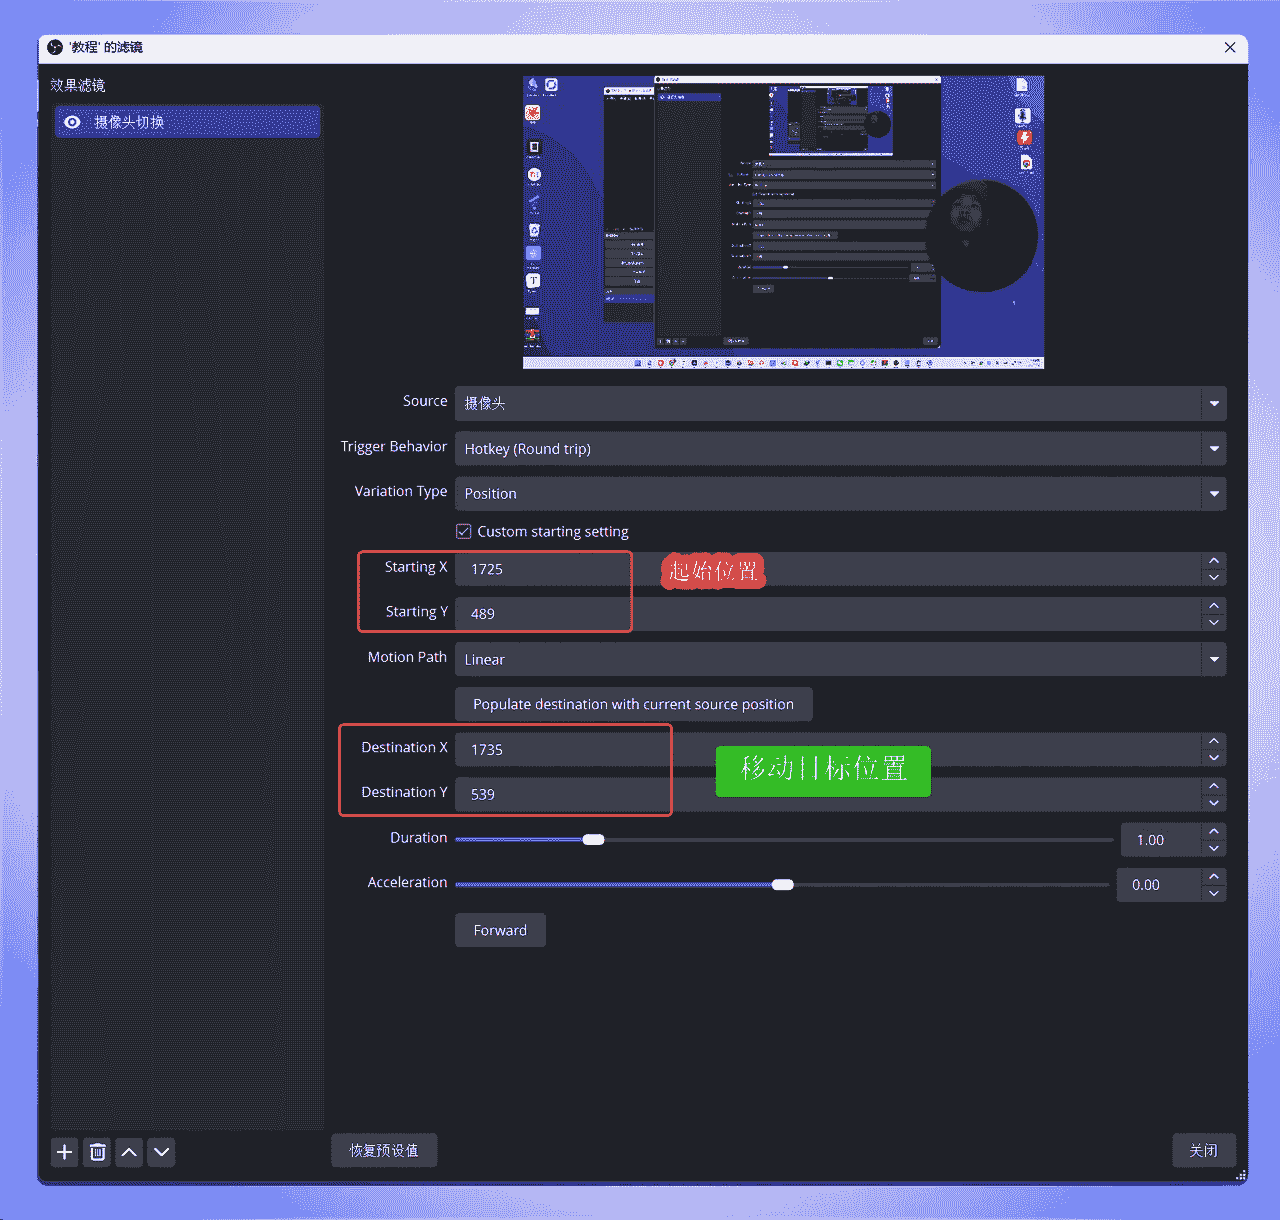 '教程' 的滤镜
效果滤镜
摄像头切换
Source 摄像头
Trigger Behavior Hotkey (Round trip)
Variation Type Position
Custom starting setting
Starting X 1725 起始位置
Starting Y 489
Motion Path Linear
Populate destination with current source position
Destination X 1735 移动目标位置
Destination Y 539
Duration 1.00
Acceleration 0.00
Forward
恢复预设值 关闭